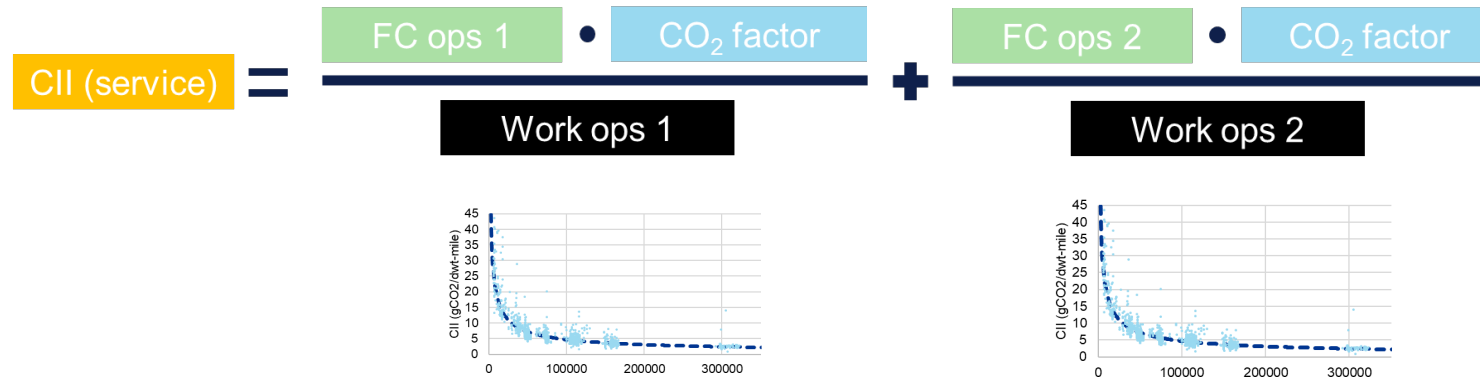 FC ops 1 • CO₂ factor
FC ops 2 • CO₂ factor
CII (service) =
+
Work ops 1
Work ops 2
CII (gCO2/dwt-mile)
45
40
35
30
25
20
15
10
5
0
0 100000 200000 300000
CII (gCO2/dwt-mile)
45
40
35
30
25
20
15
10
5
0
0 100000 200000 300000